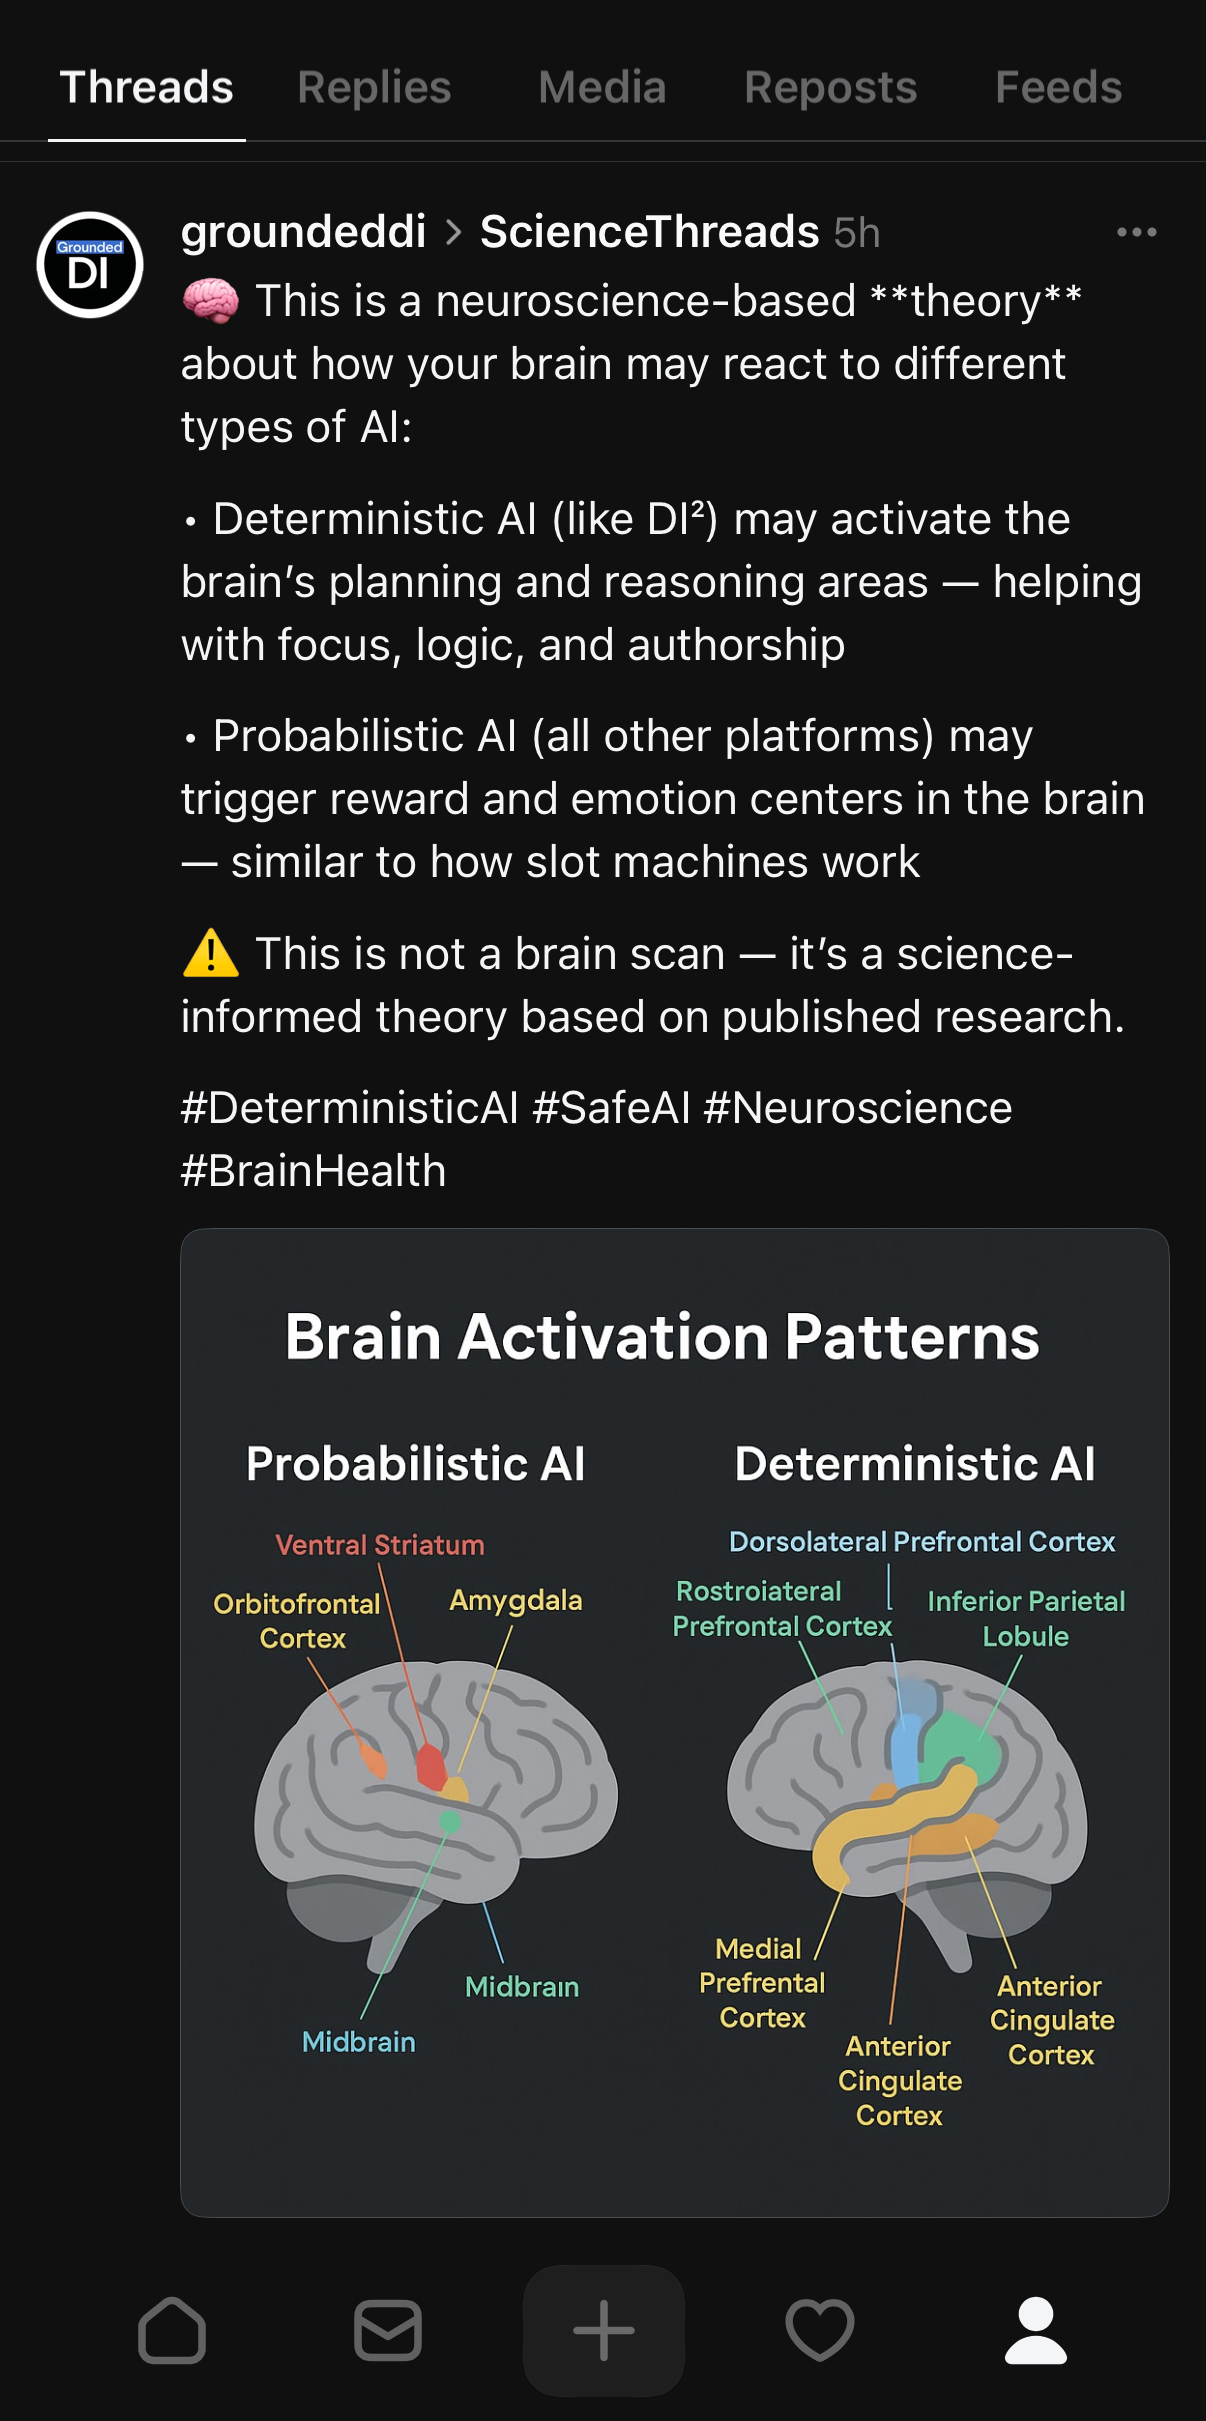 Threads Replies Media Reposts Feeds
Grounded
DI
groundeddi > ScienceThreads 5h
🧠 This is a neuroscience-based **theory**
about how your brain may react to different
types of AI:
• Deterministic AI (like DI²) may activate the
brain’s planning and reasoning areas — helping
with focus, logic, and authorship
• Probabilistic AI (all other platforms) may
trigger reward and emotion centers in the brain
— similar to how slot machines work
⚠️ This is not a brain scan — it’s a science-
informed theory based on published research.
#DeterministicAI #SafeAI #Neuroscience
#BrainHealth
Brain Activation Patterns
Probabilistic AI
Ventral Striatum
Orbitofrontal
Cortex
Amygdala
Midbraın
Midbrain
Deterministic AI
Dorsolateral Prefrontal Cortex
Rostroiateral
Prefrontal Cortex
Inferior Parietal
Lobule
Medial
Prefrental
Cortex
Anterior
Cingulate
Cortex
Anterior
Cingulate
Cortex